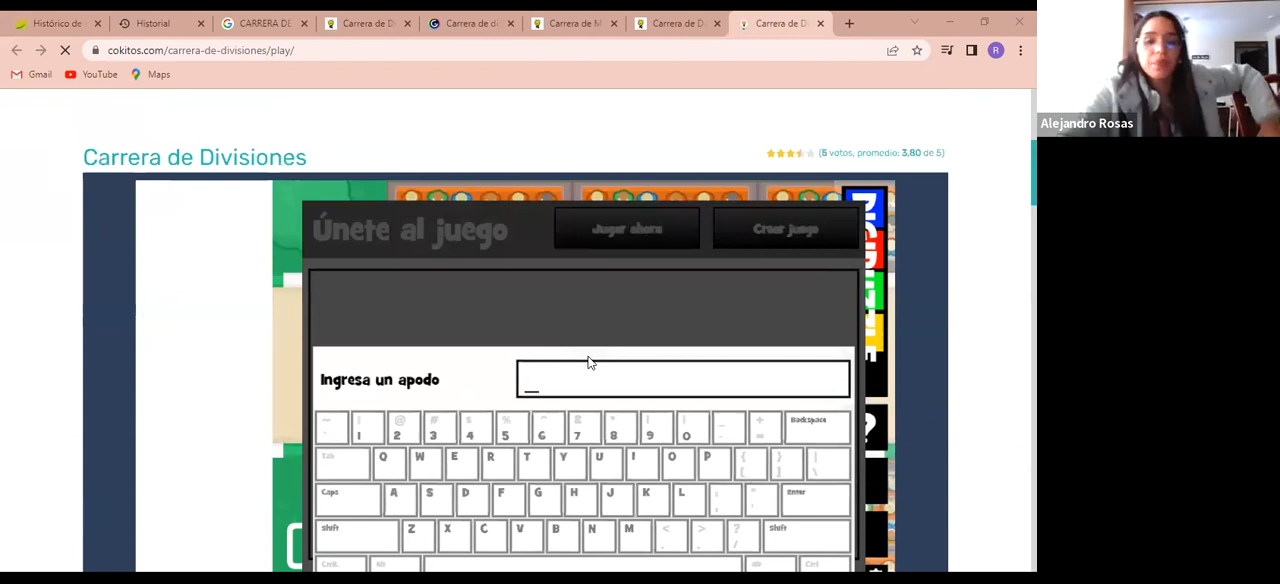 Histórico de
Historial
CARRERA DE
Carrera de D
Carrera de di
Carrera de M
Carrera de D
Carrera de D
cokitos.com/carrera-de-divisiones/play/
R
Gmail
YouTube
Maps
Alejandro Rosas
Carrera de Divisiones
(5 votos, promedio: 3,80 de 5)
Únete al juego
Jugar ahora
Crear juego
Ingresa un apodo
~ ! @ # $ % ^ & * ( ) _ + Backspace
` 1 2 3 4 5 6 7 8 9 0 - =
Tab Q W E R T Y U I O P { } |
[ ] \
Caps A S D F G H J K L : " Enter
; '
Shift Z X C V B N M < > ? Shift
, . /
?